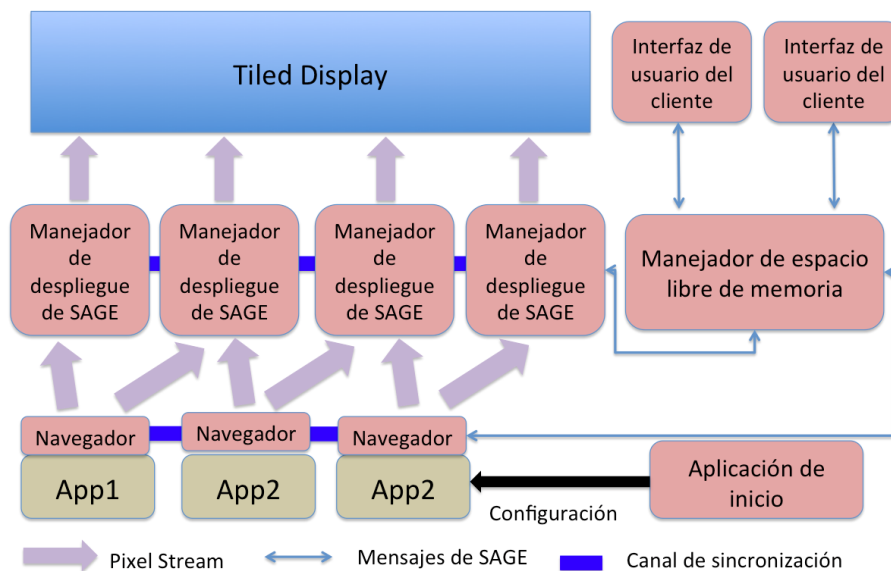 Tiled Display
Interfaz de
usuario del
cliente
Interfaz de
usuario del
cliente
Manejador
de
despliegue
de SAGE
Manejador
de
despliegue
de SAGE
Manejador
de
despliegue
de SAGE
Manejador
de
despliegue
de SAGE
Manejador de espacio
libre de memoria
Navegador
Navegador
Navegador
App1
App2
App2
Aplicación de
inicio
Configuración
Pixel Stream
Mensajes de SAGE
Canal de sincronización